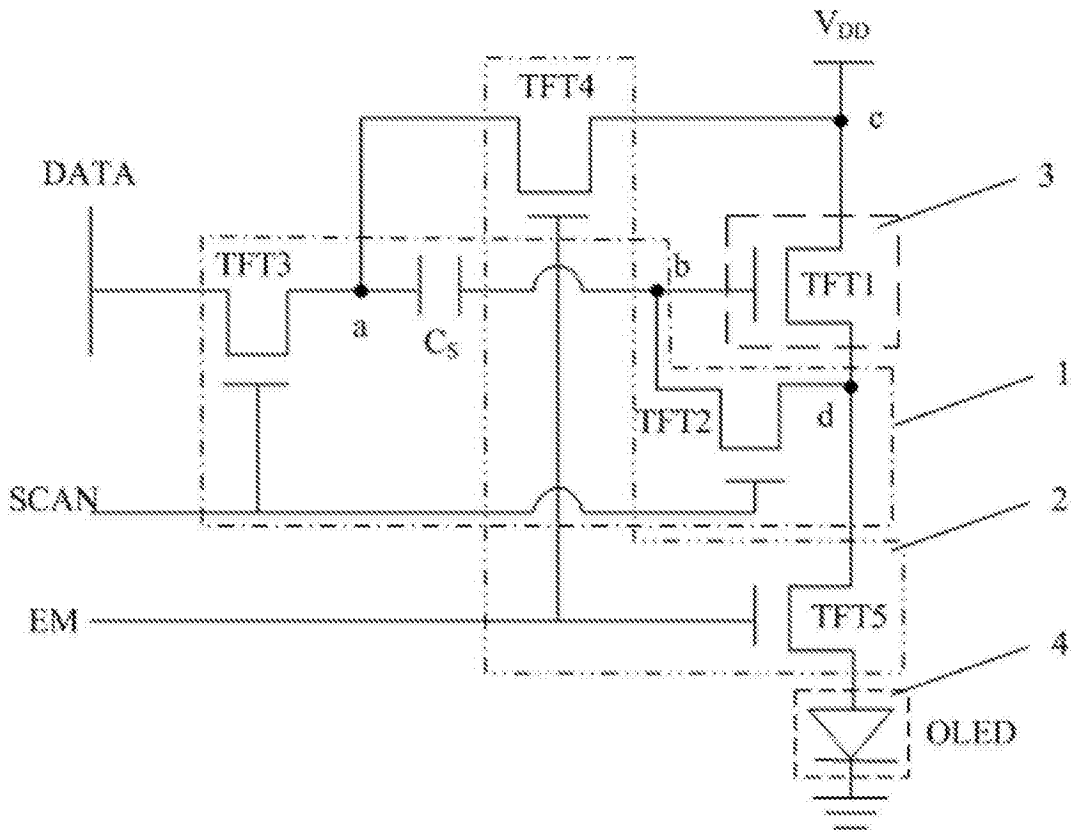 V_DD
TFT4
c
DATA
3
TFT3
b
TFT1
a
C_S
1
TFT2
d
SCAN
2
EM
TFT5
4
OLED